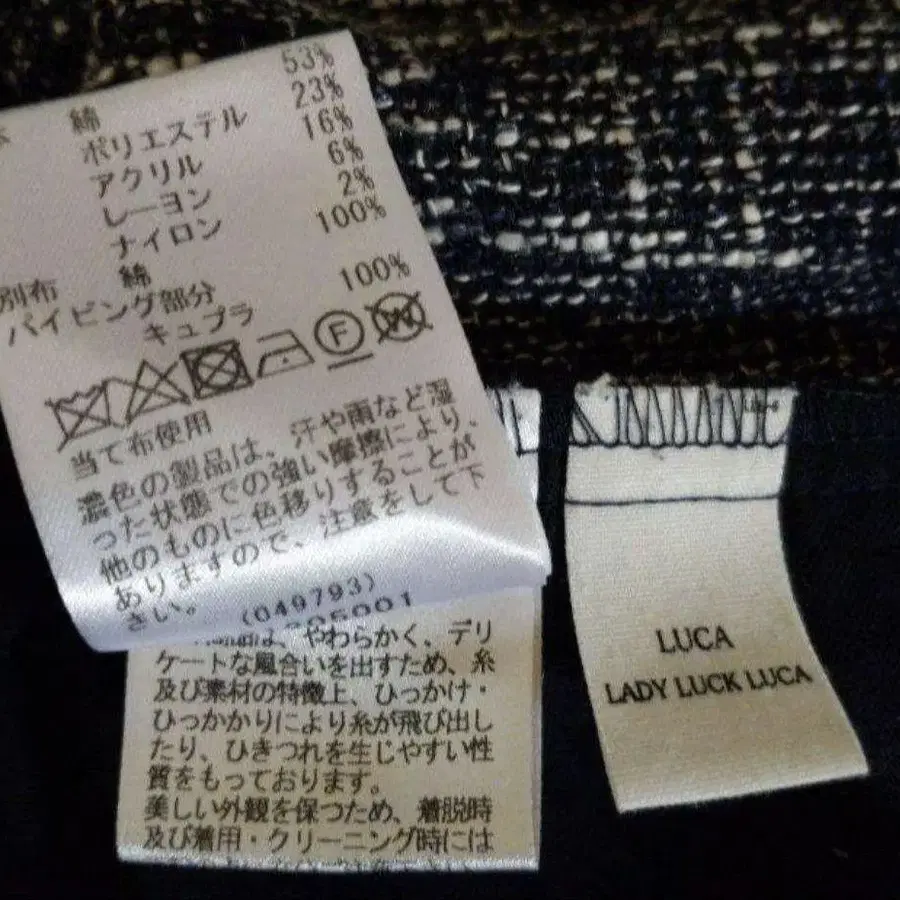 綿 53%
ポリエステル 23%
アクリル 16%
レーヨン 6%
ナイロン 2%
別布 綿 100%
パイピング部分
キュプラ 100%
F
W
当て布使用
濃色の製品は、汗や雨など湿
った状態での強い摩擦により、
他のものに色移りすることが
ありますので、注意をして下
さい。
(049793)
は、やわらかく、デリ
ケートな風合いを出すため、糸
及び素材の特徴上、ひっかけ・
ひっかかりにより糸が飛び出し
たり、ひきつれを生じやすい性
質をもっております。
美しい外観を保つため、着脱時
及び着用・クリーニング時には
LUCA
LADY LUCK LUCA